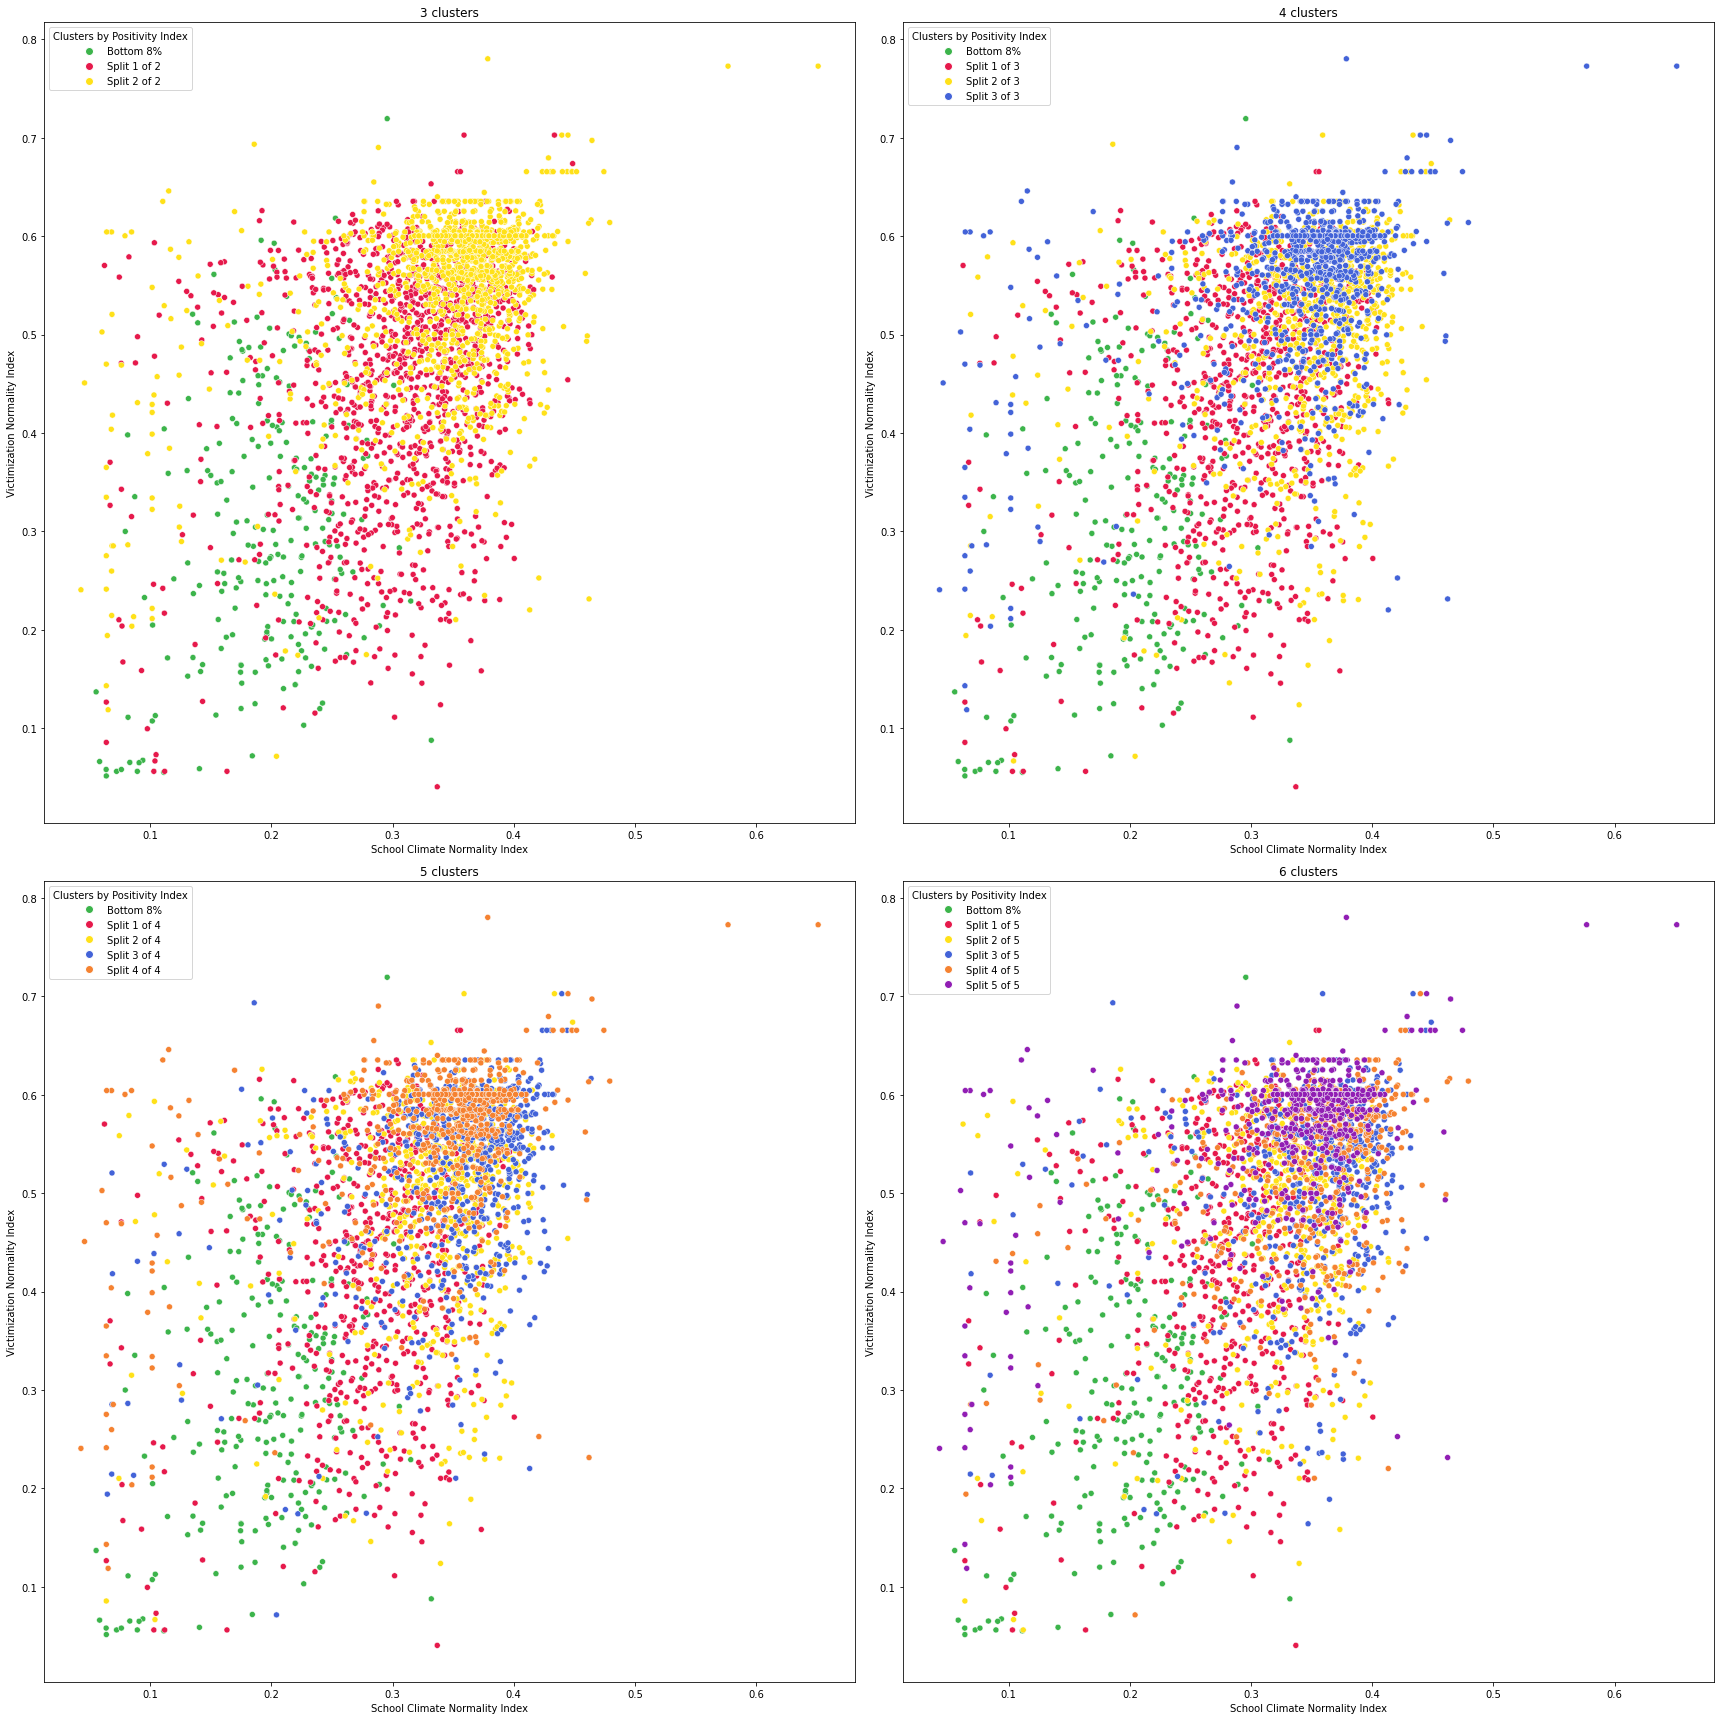 3 clusters
Clusters by Positivity Index
Bottom 8%
Split 1 of 2
Split 2 of 2
0.8
0.7
0.6
0.5
0.4
0.3
0.2
0.1
Victimization Normality Index
0.1 0.2 0.3 0.4 0.5 0.6
School Climate Normality Index
4 clusters
Clusters by Positivity Index
Bottom 8%
Split 1 of 3
Split 2 of 3
Split 3 of 3
0.8
0.7
0.6
0.5
0.4
0.3
0.2
0.1
Victimization Normality Index
0.1 0.2 0.3 0.4 0.5 0.6
School Climate Normality Index
5 clusters
Clusters by Positivity Index
Bottom 8%
Split 1 of 4
Split 2 of 4
Split 3 of 4
Split 4 of 4
0.8
0.7
0.6
0.5
0.4
0.3
0.2
0.1
Victimization Normality Index
0.1 0.2 0.3 0.4 0.5 0.6
School Climate Normality Index
6 clusters
Clusters by Positivity Index
Bottom 8%
Split 1 of 5
Split 2 of 5
Split 3 of 5
Split 4 of 5
Split 5 of 5
0.8
0.7
0.6
0.5
0.4
0.3
0.2
0.1
Victimization Normality Index
0.1 0.2 0.3 0.4 0.5 0.6
School Climate Normality Index